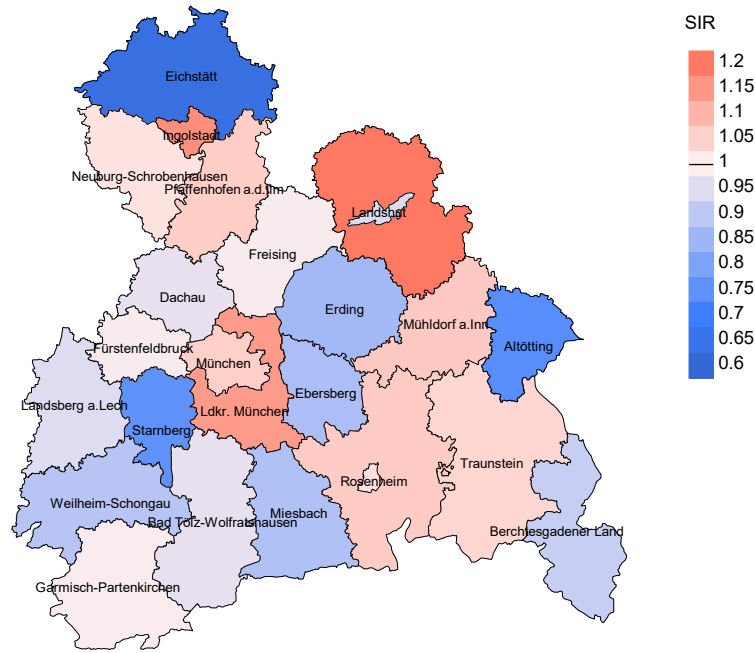 SIR
1.2
1.15
1.1
1.05
1
0.95
0.9
0.85
0.8
0.75
0.7
0.65
0.6
Eichstätt
Ingolstadt
Neuburg-Schrobenhausen
Pfaffenhofen a.d.Ilm
Landshut
Freising
Dachau
Erding
Mühldorf a.Inn
Altötting
Fürstenfeldbruck
München
Ebersberg
Landsberg a.Lech
Ldkr. München
Starnberg
Traunstein
Rosenheim
Weilheim-Schongau
Miesbach
Bad Tölz-Wolfratshausen
Berchtesgadener Land
Garmisch-Partenkirchen